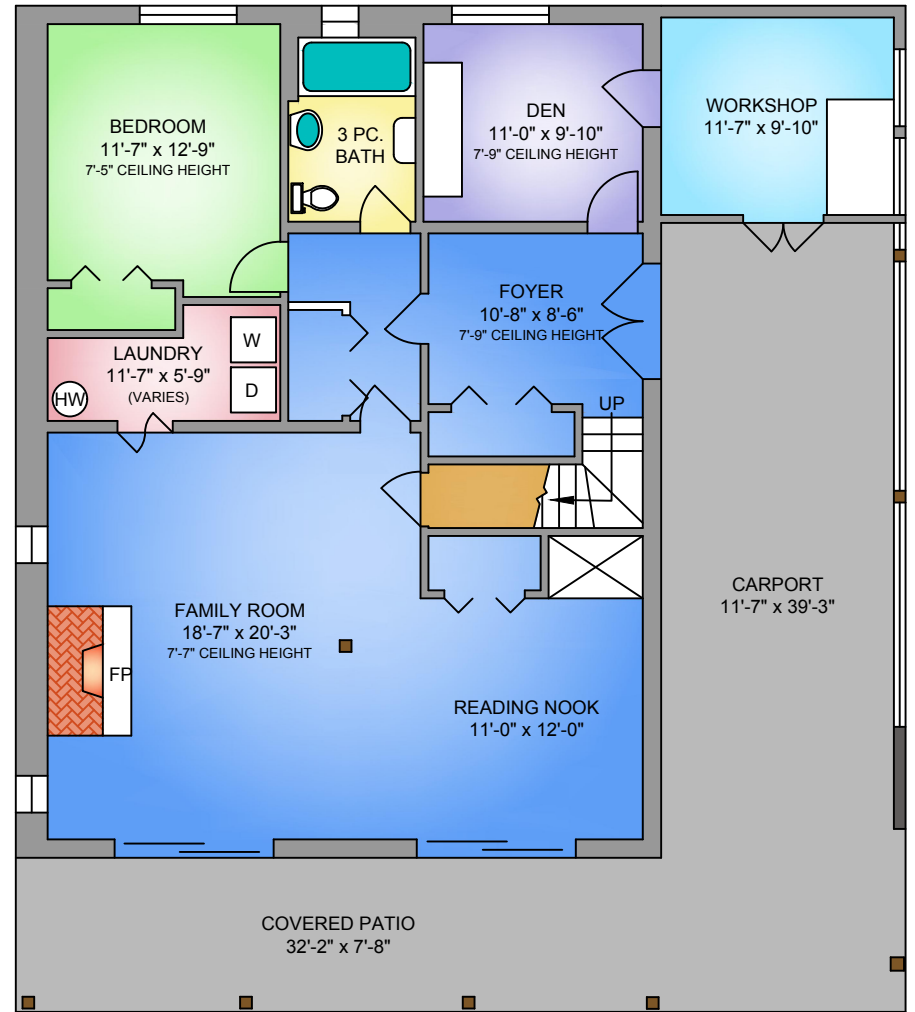 BEDROOM
11'-7" x 12'-9"
7'-5" CEILING HEIGHT
3 PC.
BATH
DEN
11'-0" x 9'-10"
7'-9" CEILING HEIGHT
WORKSHOP
11'-7" x 9'-10"
FOYER
10'-8" x 8'-6"
7'-9" CEILING HEIGHT
LAUNDRY
11'-7" x 5'-9"
(VARIES)
W
D
HW
UP
CARPORT
11'-7" x 39'-3"
FAMILY ROOM
18'-7" x 20'-3"
7'-7" CEILING HEIGHT
FP
READING NOOK
11'-0" x 12'-0"
COVERED PATIO
32'-2" x 7'-8"